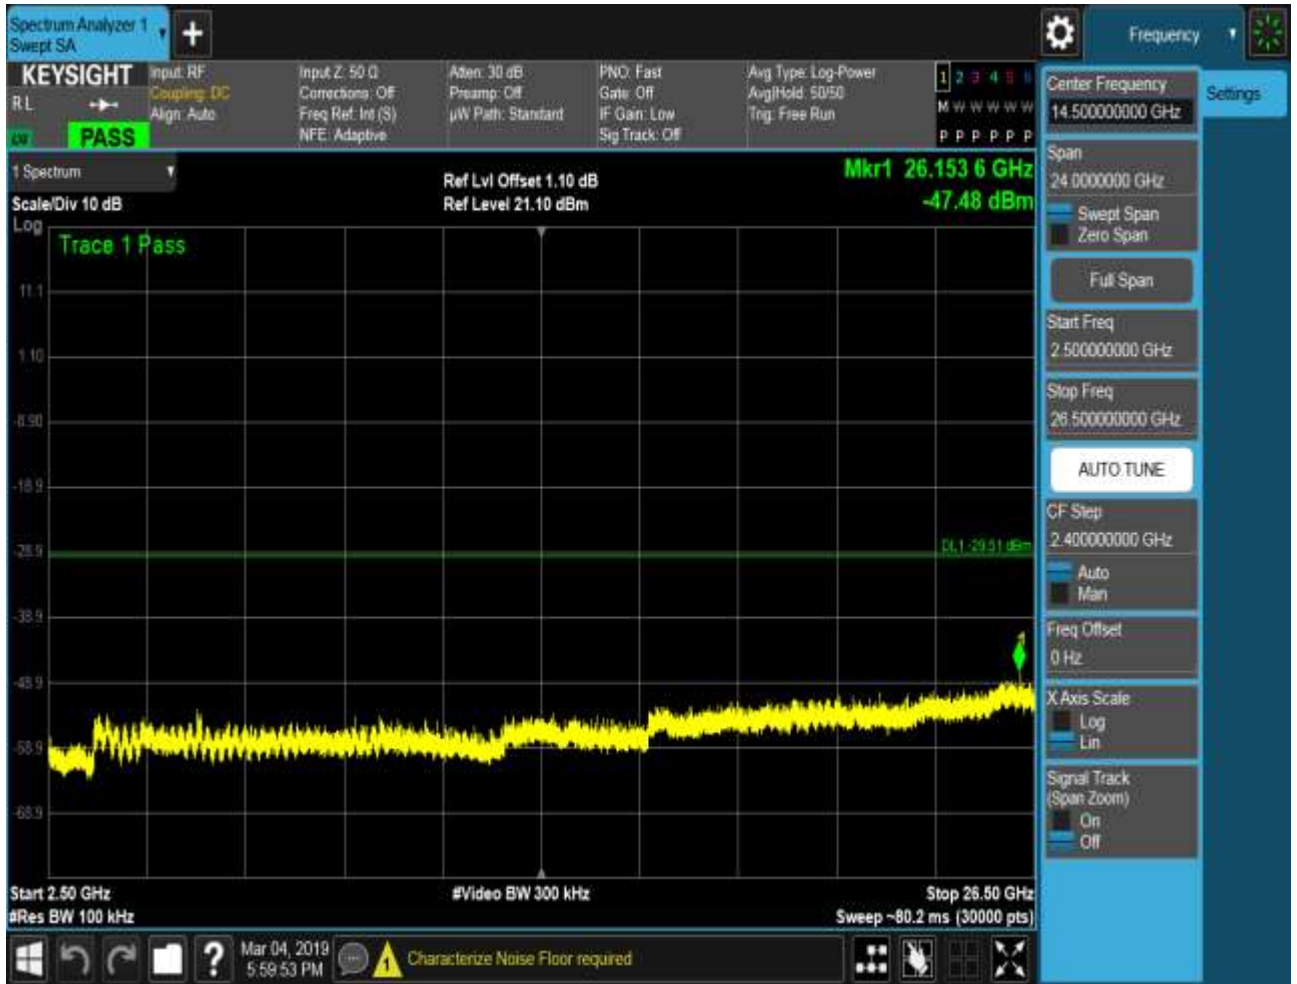 Spectrum Analyzer 1
Swept SA
+
Frequency
KEYSIGHT
R L
PASS
Input: RF
Coupling: DC
Align: Auto
Input Z: 50 Ω
Corrections: Off
Freq Ref: Int (S)
NFE: Adaptive
Atten: 30 dB
Preamp: Off
µW Path: Standard
PNO: Fast
Gate: Off
IF Gain: Low
Sig Track: Off
Avg Type: Log-Power
Avg|Hold: 50/50
Trig: Free Run
1 2 3 4 5 6
M W W W W W
P P P P P P
1 Spectrum
Scale/Div 10 dB
Ref Lvl Offset 1.10 dB
Ref Level 21.10 dBm
Mkr1 26.153 6 GHz
-47.48 dBm
Log
Trace 1 Pass
11.1
1.10
-8.90
-18.9
-28.9
DL1 -29.51 dBm
-38.9
1
-48.9
-58.9
-68.9
Start 2.50 GHz
#Video BW 300 kHz
Stop 26.50 GHz
#Res BW 100 kHz
Sweep ~80.2 ms (30000 pts)
?
Mar 04, 2019
5:59:53 PM
Characterize Noise Floor required
Center Frequency
14.500000000 GHz
Settings
Span
24.0000000 GHz
Swept Span
Zero Span
Full Span
Start Freq
2.500000000 GHz
Stop Freq
26.500000000 GHz
AUTO TUNE
CF Step
2.400000000 GHz
Auto
Man
Freq Offset
0 Hz
X Axis Scale
Log
Lin
Signal Track
(Span Zoom)
On
Off